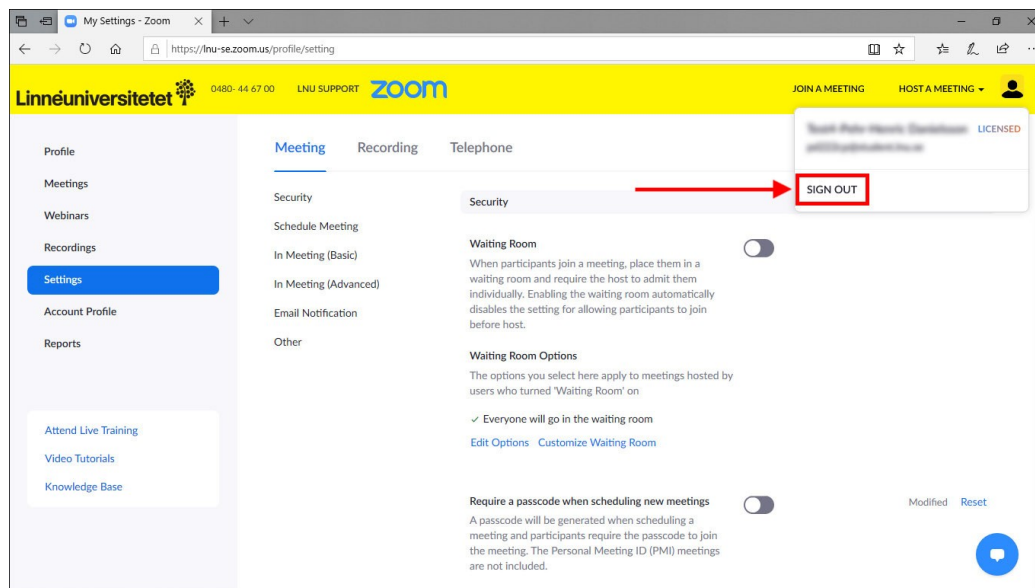 My Settings - Zoom
https://lnu-se.zoom.us/profile/setting
Linnéuniversitetet
0480- 44 67 00
LNU SUPPORT
zoom
JOIN A MEETING
HOST A MEETING
LICENSED
SIGN OUT
Profile
Meetings
Webinars
Recordings
Settings
Account Profile
Reports
Attend Live Training
Video Tutorials
Knowledge Base
Meeting
Recording
Telephone
Security
Schedule Meeting
In Meeting (Basic)
In Meeting (Advanced)
Email Notification
Other
Security
Waiting Room
When participants join a meeting, place them in a
waiting room and require the host to admit them
individually. Enabling the waiting room automatically
disables the setting for allowing participants to join
before host.
Waiting Room Options
The options you select here apply to meetings hosted by
users who turned 'Waiting Room' on
Everyone will go in the waiting room
Edit Options Customize Waiting Room
Require a passcode when scheduling new meetings
Modified Reset
A passcode will be generated when scheduling a
meeting and participants require the passcode to join
the meeting. The Personal Meeting ID (PMI) meetings
are not included.